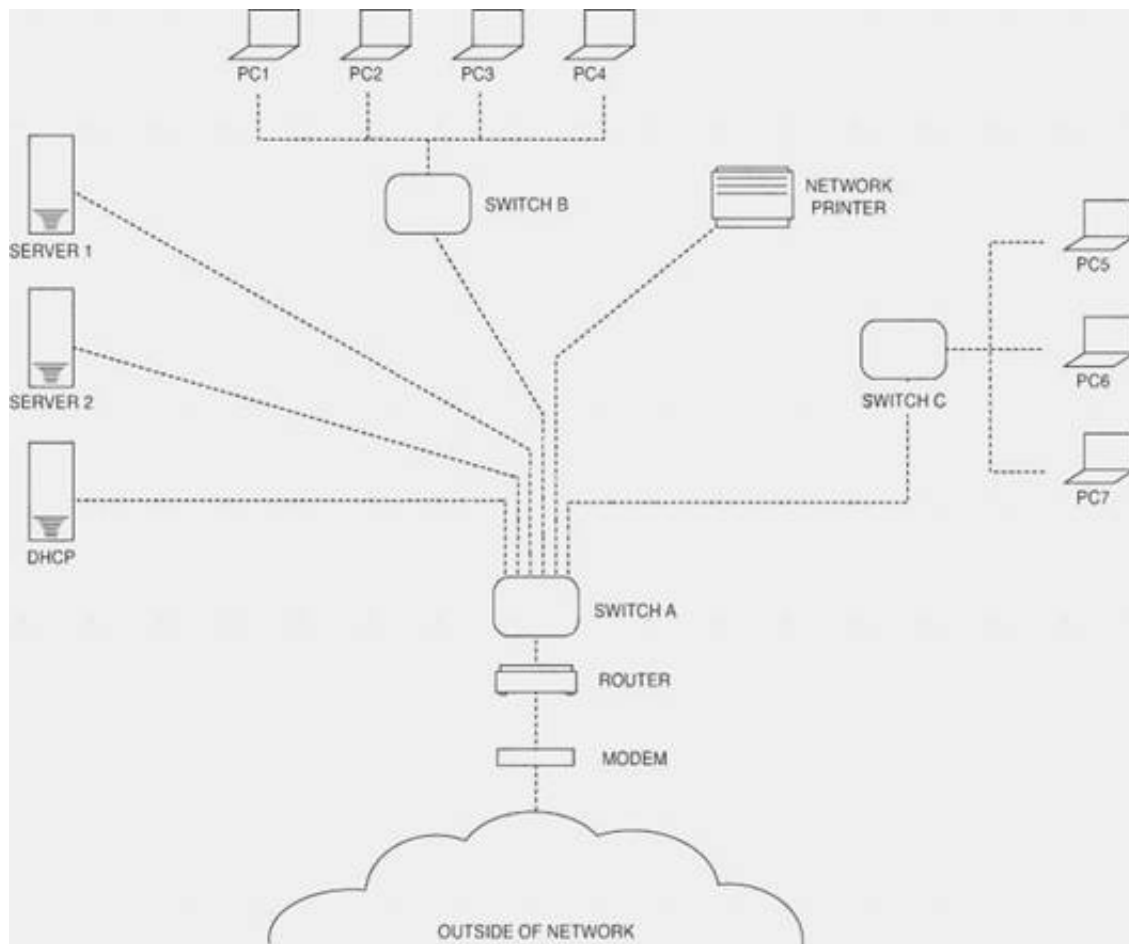 PC1
PC2
PC3
PC4
SERVER 1
SWITCH B
NETWORK
PRINTER
PC5
SERVER 2
SWITCH C
PC6
PC7
DHCP
SWITCH A
ROUTER
MODEM
OUTSIDE OF NETWORK